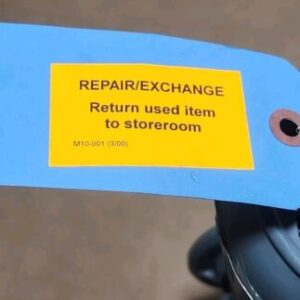 REPAIR/EXCHANGE
Return used item
to storeroom
M10-001 (3/00)